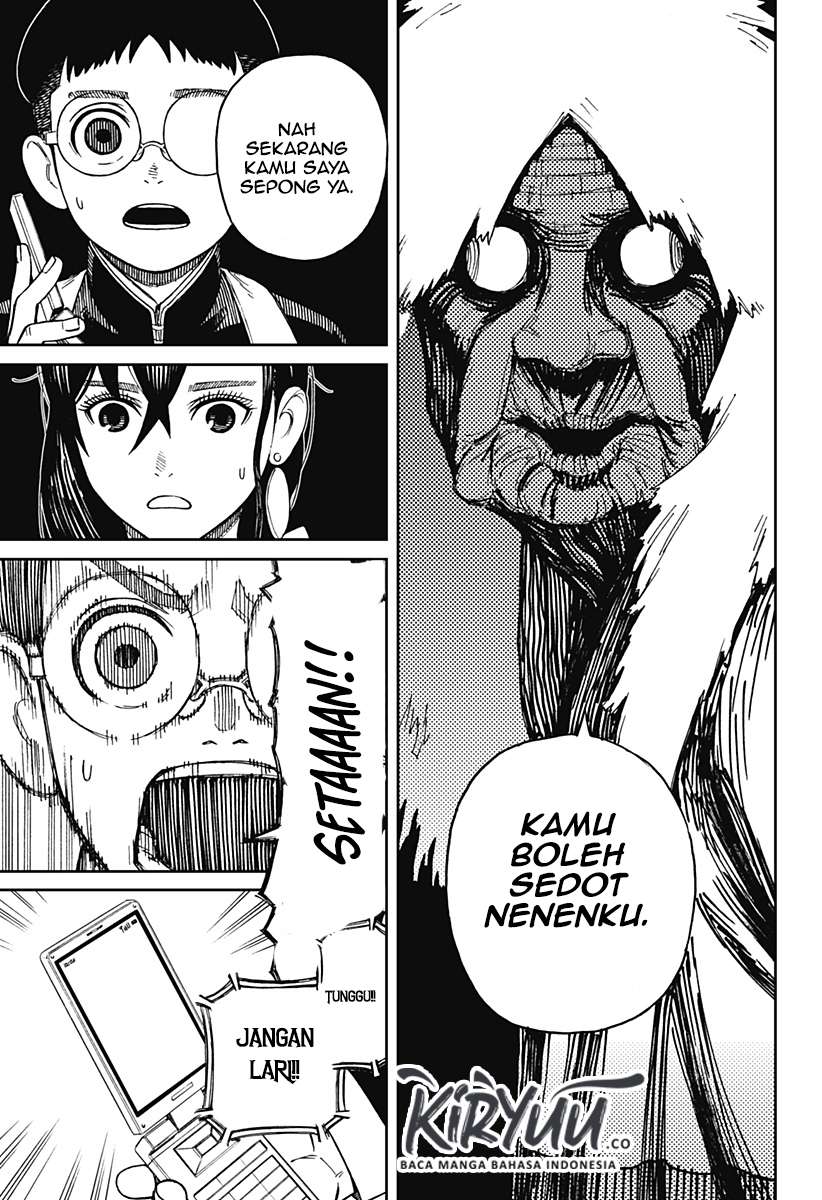 KAMU
BOLEH
SEDOT
NENENKU.
NAH
SEKARANG
KAMU SAYA
SEPONG YA.
SETAAAAN!!
TUNGGU!!
JANGAN
LARI!!
KIRYUU.CO
BACA MANGA BAHASA INDONESIA